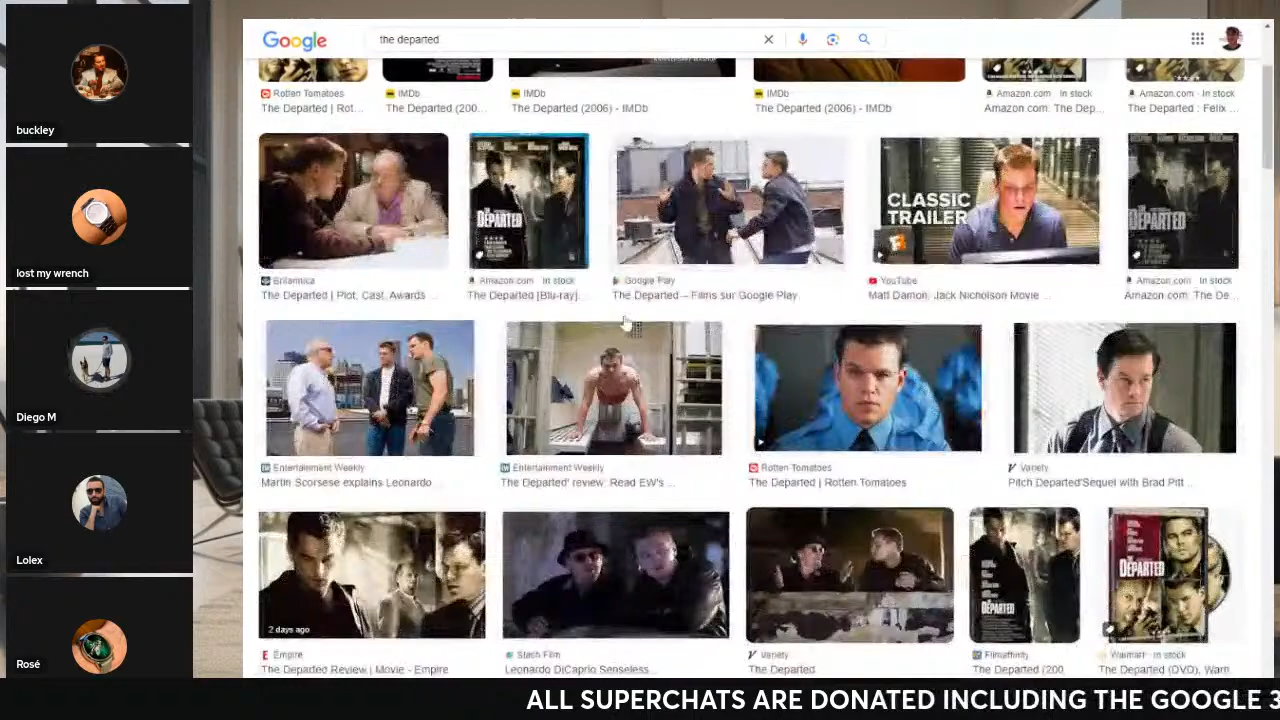 buckley
lost my wrench
Diego M
Lolex
Rosé
Google
the departed
Rotten Tomatoes
The Departed | Rot...
IMDb
The Departed (200...
IMDb
The Departed (2006) - IMDb
IMDb
The Departed (2006) - IMDb
Amazon.com · In stock
Amazon.com: The Dep...
Amazon.com · In stock
The Departed : Felix ...
DEPARTED
CLASSIC
TRAILER
DEPARTED
Britannica
The Departed | Plot, Cast, Awards ...
Amazon.com · In stock
The Departed [Blu-ray]...
Google Play
The Departed – Films sur Google Play
YouTube
Matt Damon, Jack Nicholson Movie ...
Amazon.com · In stock
Amazon.com: The De...
Entertainment Weekly
Martin Scorsese explains Leonardo ...
Entertainment Weekly
The Departed' review: Read EW's ...
Rotten Tomatoes
The Departed | Rotten Tomatoes
Variety
Pitch Departed'Sequel with Brad Pitt ...
2 days ago
DEPARTED
DEPARTED
Empire
The Departed Review | Movie - Empire
Slash Film
Leonardo DiCaprio Senseless...
Variety
The Departed
Filmaffinity
The Departed (200...
Walmart · In stock
The Departed (DVD), Warn...
ALL SUPERCHATS ARE DONATED INCLUDING THE GOOGLE 3